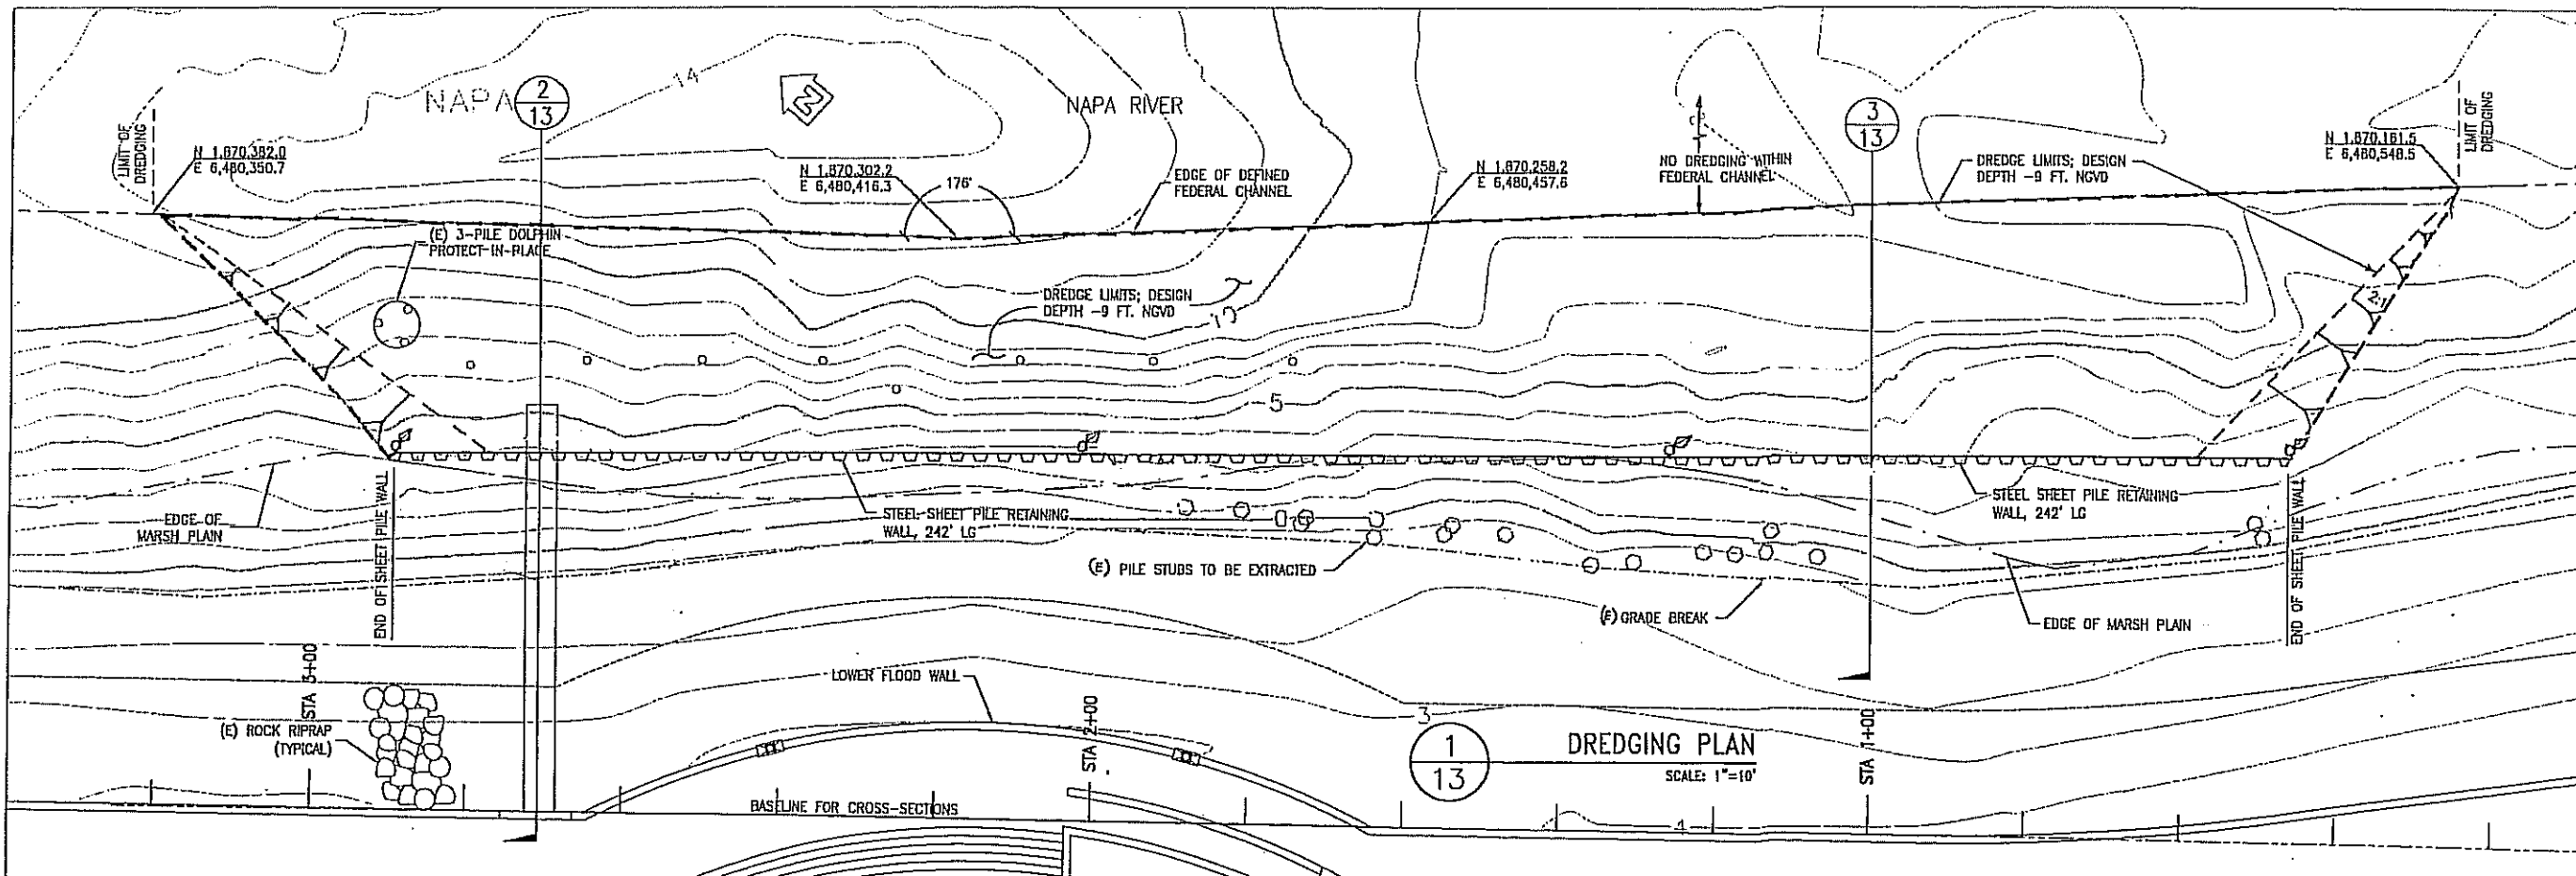 NAPA
2
13
14
N
NAPA RIVER
3
13
LIMIT OF
DREDGING
N 1,870,382.0
E 6,480,350.7
N 1,870,302.2
E 6,480,416.3
176'
EDGE OF DEFINED
FEDERAL CHANNEL
N 1,870,258.2
E 6,480,457.6
NO DREDGING WITHIN
FEDERAL CHANNEL
DREDGE LIMITS; DESIGN
DEPTH -9 FT. NGVD
N 1,870,161.5
E 6,480,548.5
LIMIT OF
DREDGING
(E) 3-PILE DOLPHIN
PROTECT-IN-PLACE
DREDGE LIMITS; DESIGN
DEPTH -9 FT. NGVD
2:1
5
EDGE OF
MARSH PLAIN
END OF SHEET PILE WALL
STEEL SHEET PILE RETAINING
WALL, 242' LG
(E) PILE STUDS TO BE EXTRACTED
STEEL SHEET PILE RETAINING
WALL, 242' LG
(E) GRADE BREAK
EDGE OF MARSH PLAIN
END OF SHEET PILE WALL
STA 3+00
(E) ROCK RIPRAP
(TYPICAL)
LOWER FLOOD WALL
STA 2+00
3
1
13
DREDGING PLAN
SCALE: 1"=10'
STA 1+00
BASELINE FOR CROSS-SECTIONS